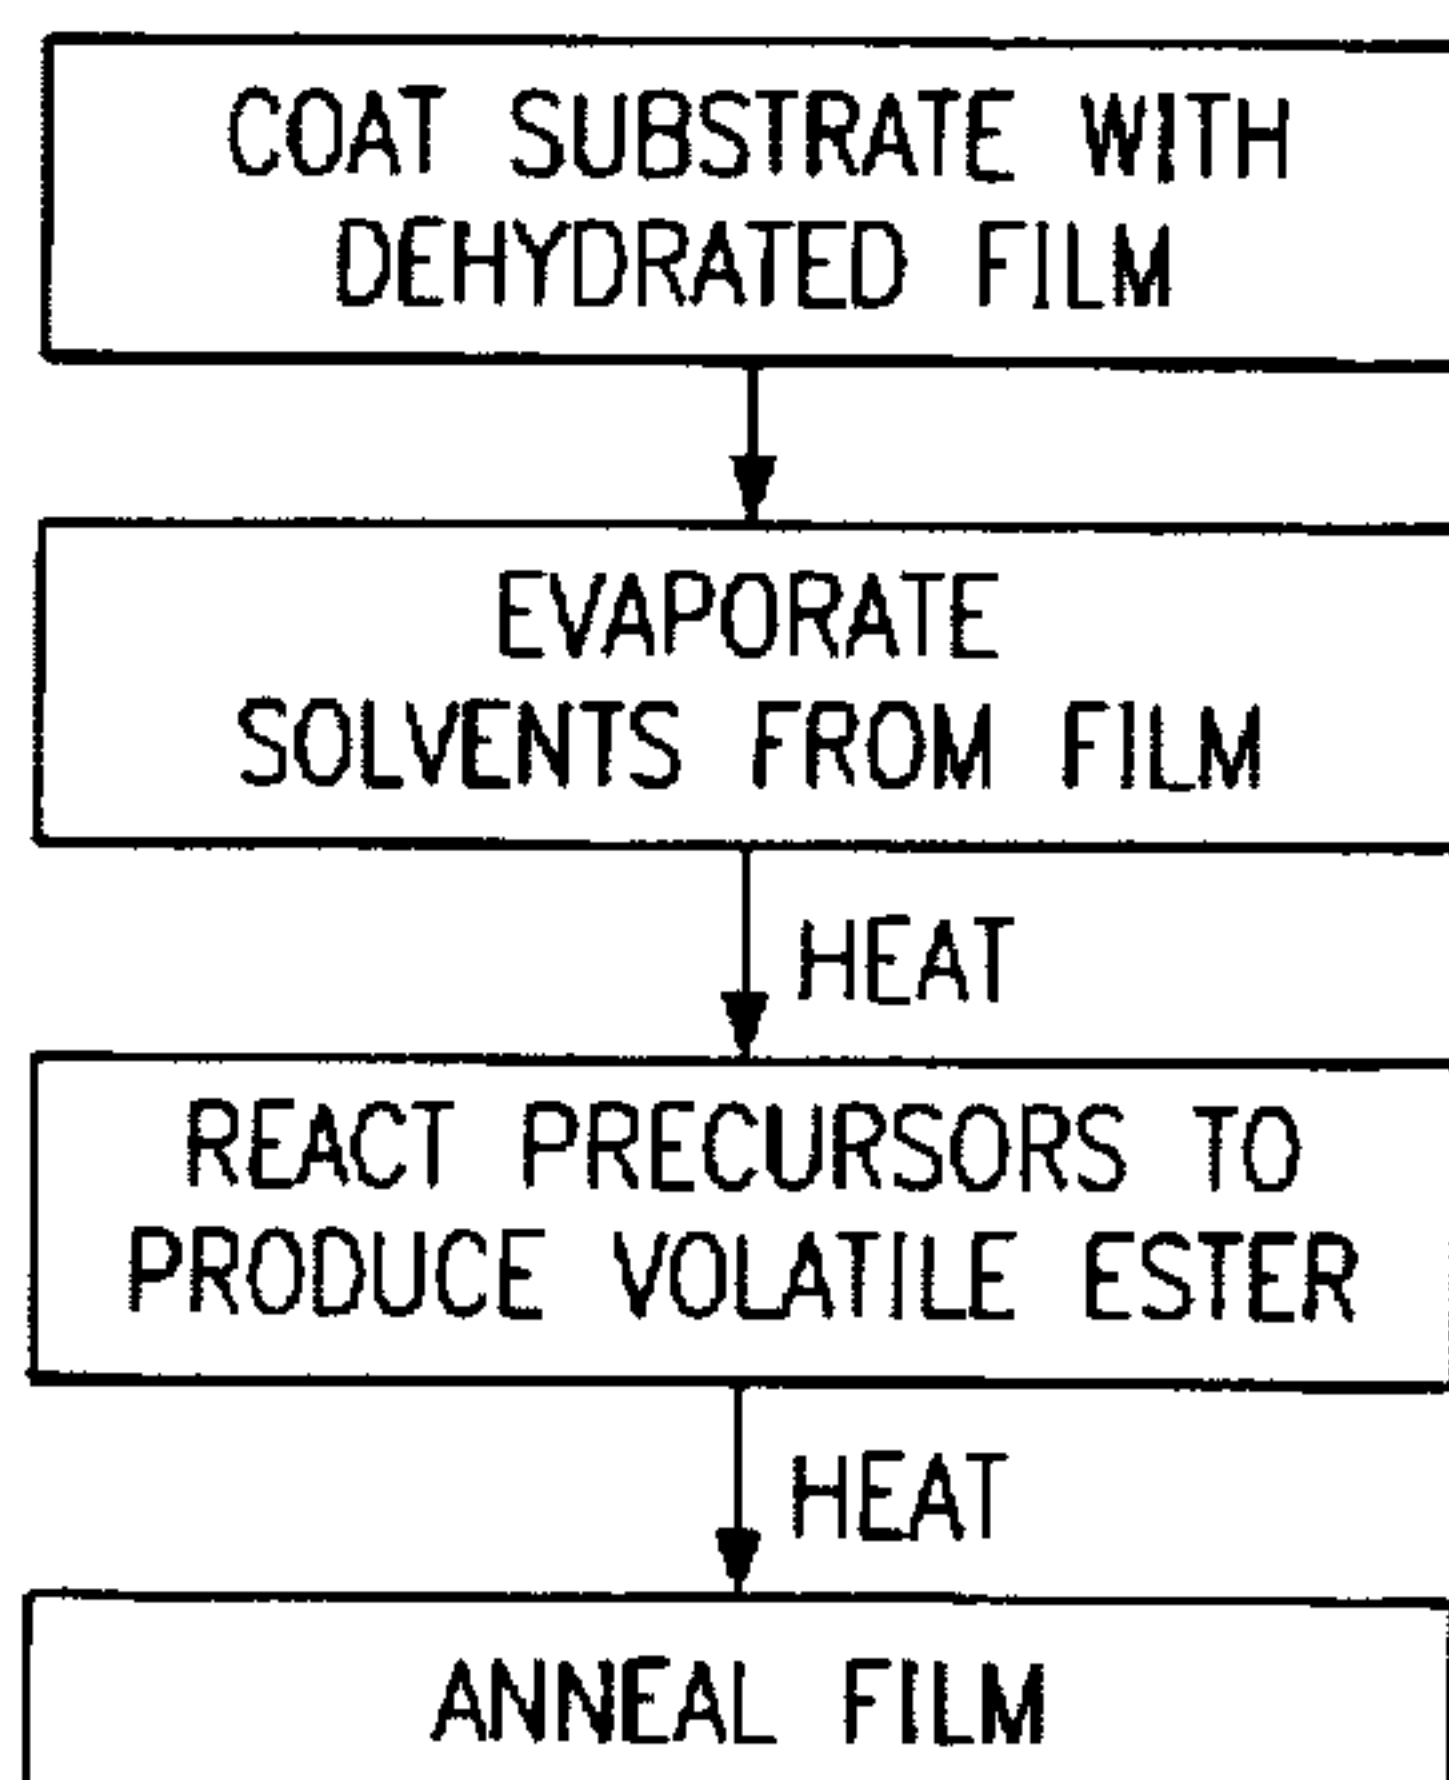 COAT SUBSTRATE WITH
DEHYDRATED FILM
EVAPORATE
SOLVENTS FROM FILM
HEAT
REACT PRECURSORS TO
PRODUCE VOLATILE ESTER
HEAT
ANNEAL FILM